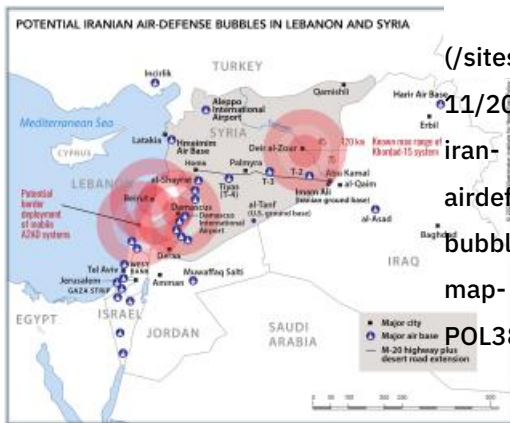 POTENTIAL IRANIAN AIR-DEFENSE BUBBLES IN LEBANON AND SYRIA
(/sites
11/20
iran-
airdef
bubbl
map-
POL38
Incirlik
TURKEY
Qamishli
Harir Air Base
Erbil
Aleppo
International
Airport
SYRIA
Mediterranean Sea
Latakia
Hmeimim
Air Base
CYPRUS
Deir al-Zour
120 km
Known max range of
Khordad-15 system
Homs
Palmyra
T-2
T-3
Abu Kamal
al-Qaim
LEBANON
al-Shayrat
Tiyas
(T-4)
Imam Ali
(Iranian ground base)
Potential
border
deployment
of mobile
A2AD systems
Beirut
Damascus
Damascus
International
Airport
al-Tanf
(U.S. ground base)
al-Asad
Baghdad
Deraa
IRAQ
Tel Aviv
WEST
BANK
Jerusalem
GAZA STRIP
Amman
Muwaffaq Salti
EGYPT
ISRAEL
JORDAN
SAUDI
ARABIA
Major city
Major air base
M-20 highway plus
desert road extension